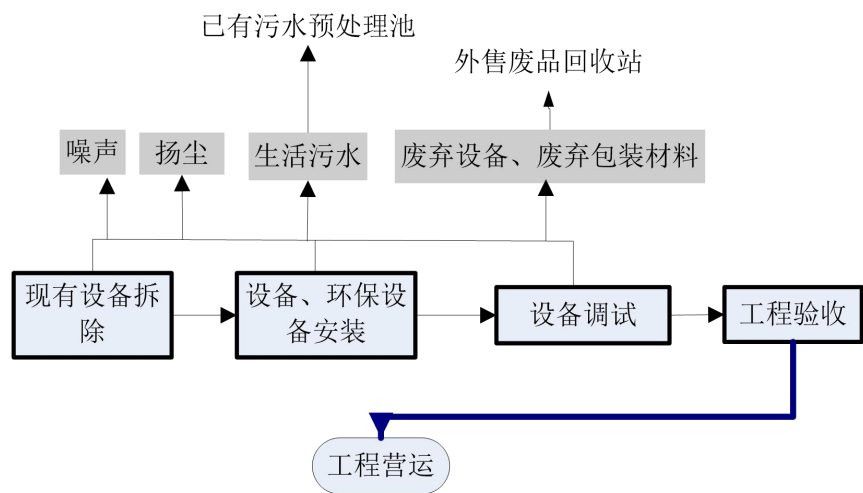 已有污水预处理池
外售废品回收站
噪声
扬尘
生活污水
废弃设备、废弃包装材料
现有设备拆
除
设备、环保设
备安装
设备调试
工程验收
工程营运